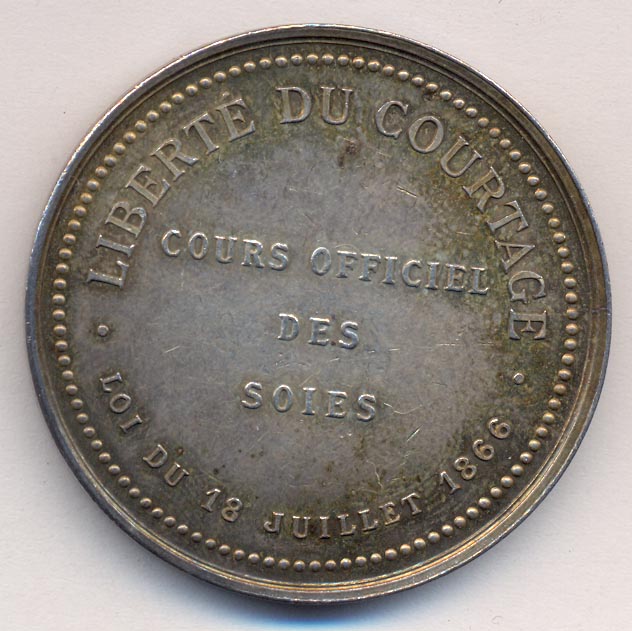 LIBERTÉ DU COURTAGE
COURS OFFICIEL
DES
SOIES
· LOI DU 18 JUILLET 1866 ·